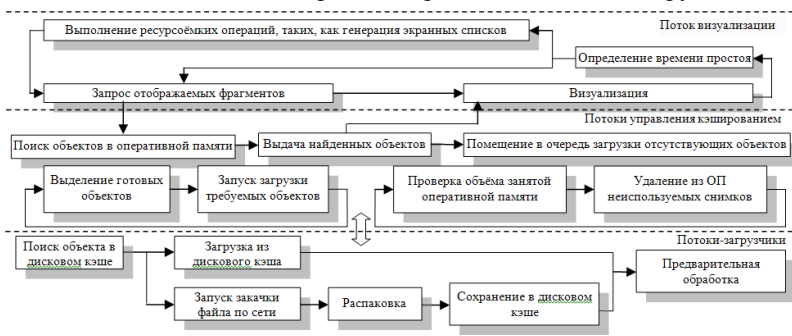 Поток визуализации
Выполнение ресурсоёмких операций, таких, как генерация экранных списков
Определение времени простоя
Запрос отображаемых фрагментов
Визуализация
Потоки управления кэшированием
Поиск объектов в оперативной памяти
Выдача найденных объектов
Помещение в очередь загрузки отсутствующих объектов
Выделение готовых
объектов
Запуск загрузки
требуемых объектов
Проверка объёма занятой
оперативной памяти
Удаление из ОП
неиспользуемых снимков
Потоки-загрузчики
Поиск объекта в
дисковом кэше
Загрузка из
дискового кэша
Предварительная
обработка
Запуск закачки
файла по сети
Распаковка
Сохранение в дисковом
кэше